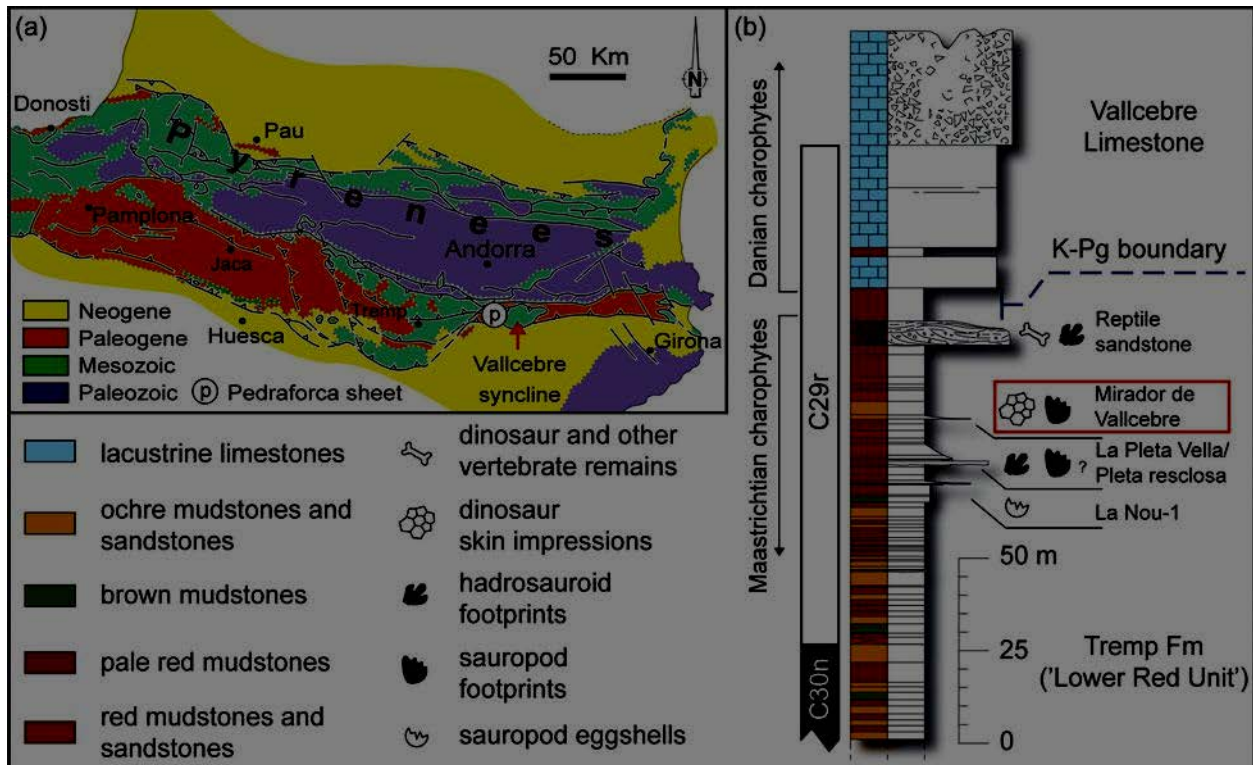 (a)
50 Km
N
Donosti
Pau
Pyrenees
Pamplona
Jaca
Andorra
Tremp
Huesca
Girona
p
Vallcebre
syncline
Neogene
Paleogene
Mesozoic
Paleozoic
p Pedraforca sheet
lacustrine limestones
ochre mudstones and
sandstones
brown mudstones
pale red mudstones
red mudstones and
sandstones
dinosaur and other
vertebrate remains
dinosaur
skin impressions
hadrosauroid
footprints
sauropod
footprints
sauropod eggshells
(b)
Danian charophytes
Maastrichtian charophytes
C29r
C30n
Vallcebre
Limestone
K-Pg boundary
Reptile
sandstone
Mirador de
Vallcebre
La Pleta Vella/
? Pleta resclosa
La Nou-1
50 m
25
0
Tremp Fm
('Lower Red Unit')